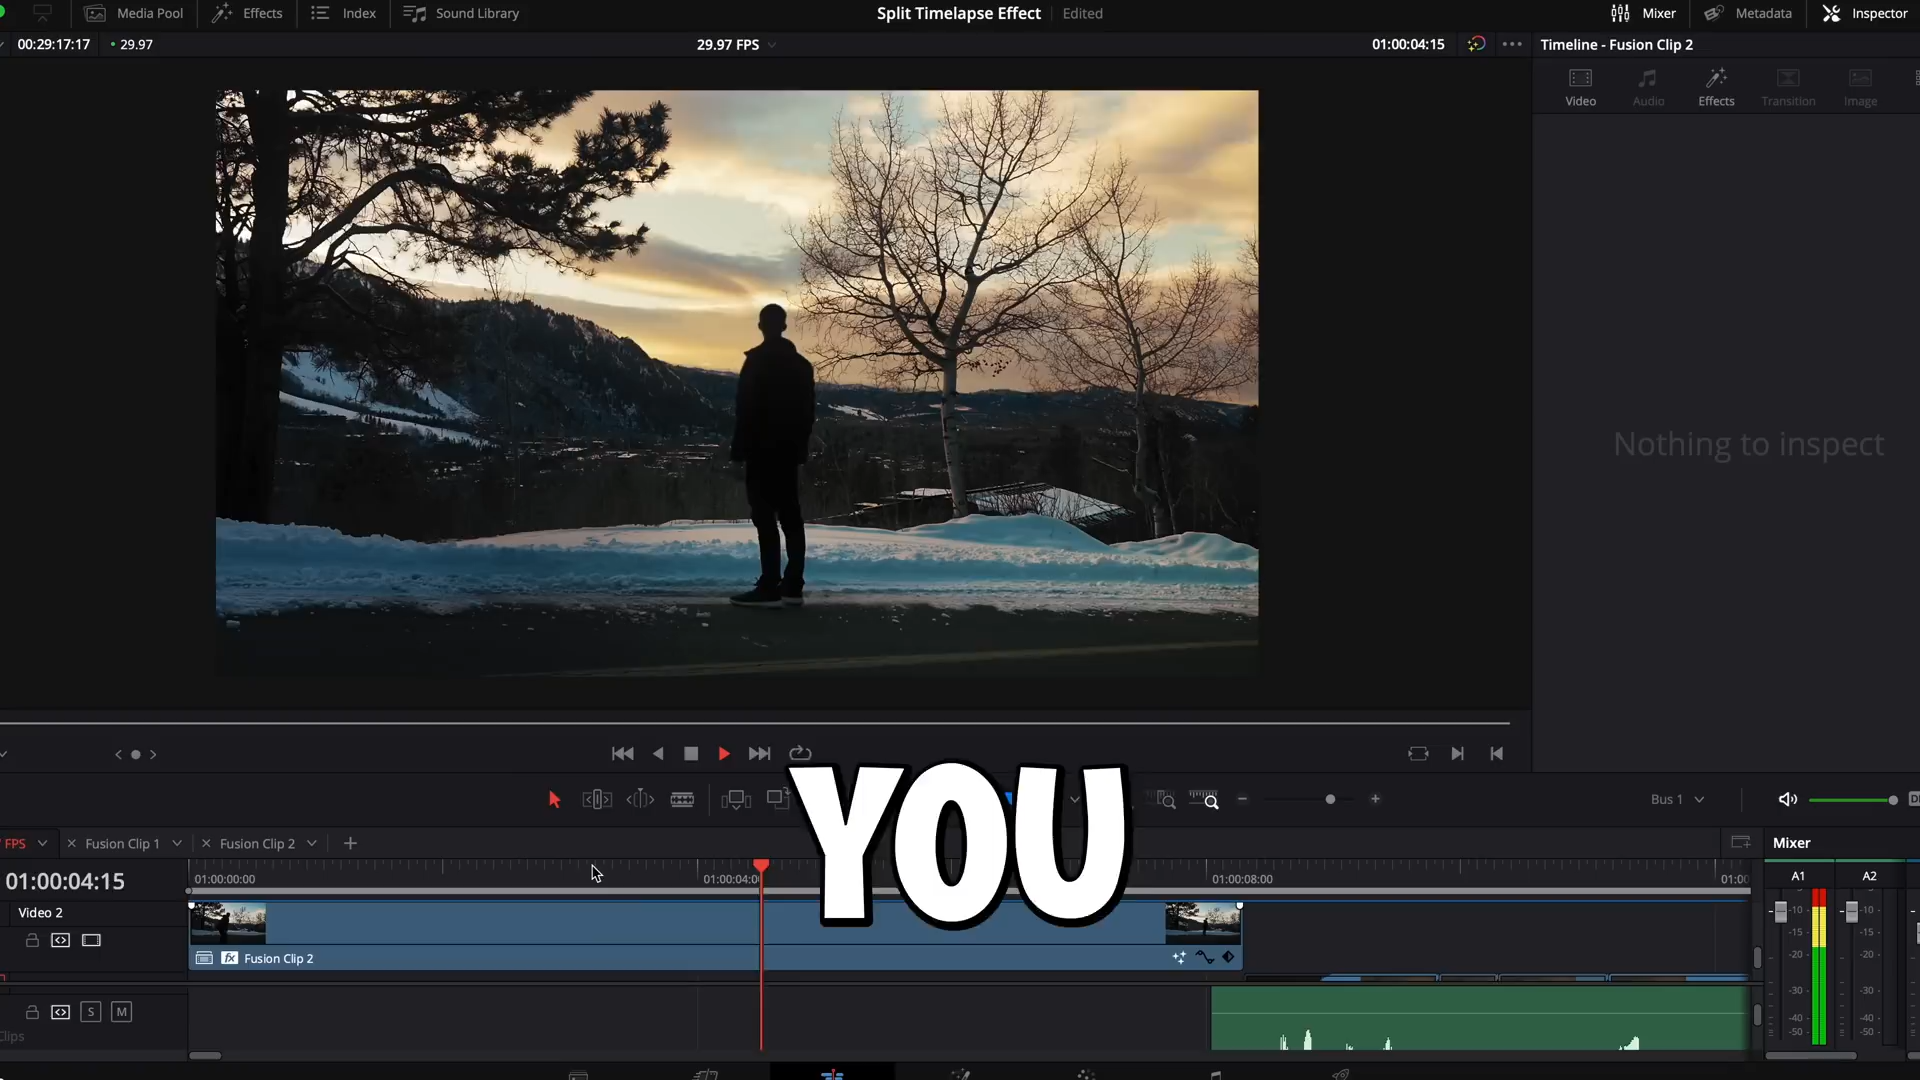 Media Pool
Effects
Index
Sound Library
Split Timelapse Effect
Edited
Mixer
Metadata
Inspector
00:29:17:17
29.97
29.97 FPS
01:00:04:15
Timeline - Fusion Clip 2
Video
Audio
Effects
Transition
Image
Nothing to inspect
Bus 1
YOU
FPS
Fusion Clip 1
Fusion Clip 2
Mixer
01:00:04:15
01:00:00:00
01:00:04:0
01:00:08:00
01:00
A1
A2
Video 2
-10
-15
-20
-30
-40
-50
-10
-15
-20
-30
-40
-50
fx
Fusion Clip 2
S
M
Clips